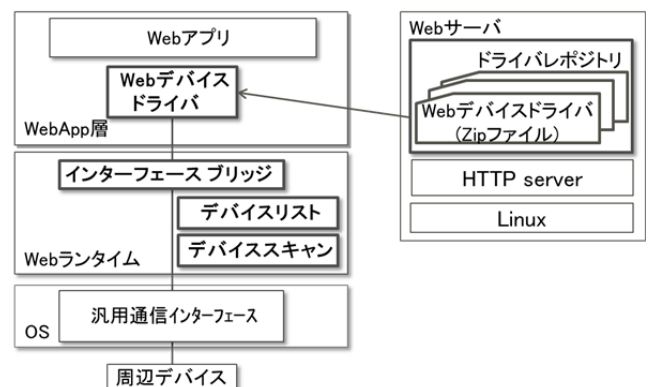 Webアプリ
Webデバイス
ドライバ
WebApp層
インターフェース ブリッジ
デバイスリスト
デバイススキャン
Webランタイム
汎用通信インターフェース
OS
周辺デバイス
Webサーバ
ドライバレポジトリ
Webデバイスドライバ
(Zipファイル)
HTTP server
Linux